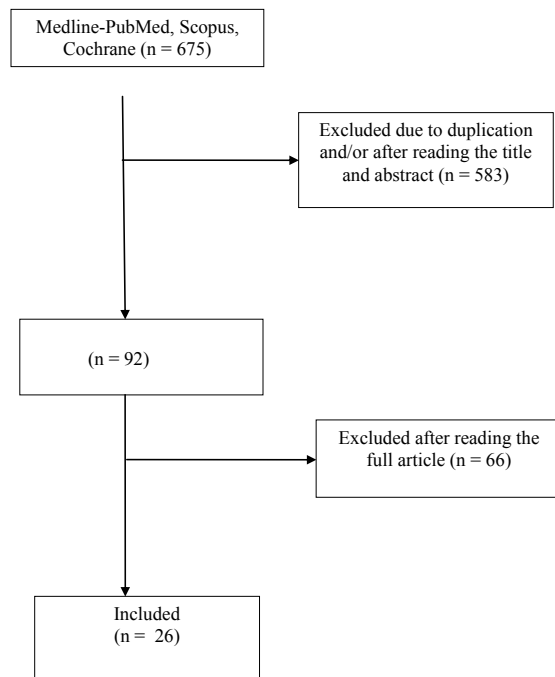 Medline-PubMed, Scopus,
Cochrane (n = 675)
Excluded due to duplication
and/or after reading the title
and abstract (n = 583)
(n = 92)
Excluded after reading the
full article (n = 66)
Included
(n = 26)